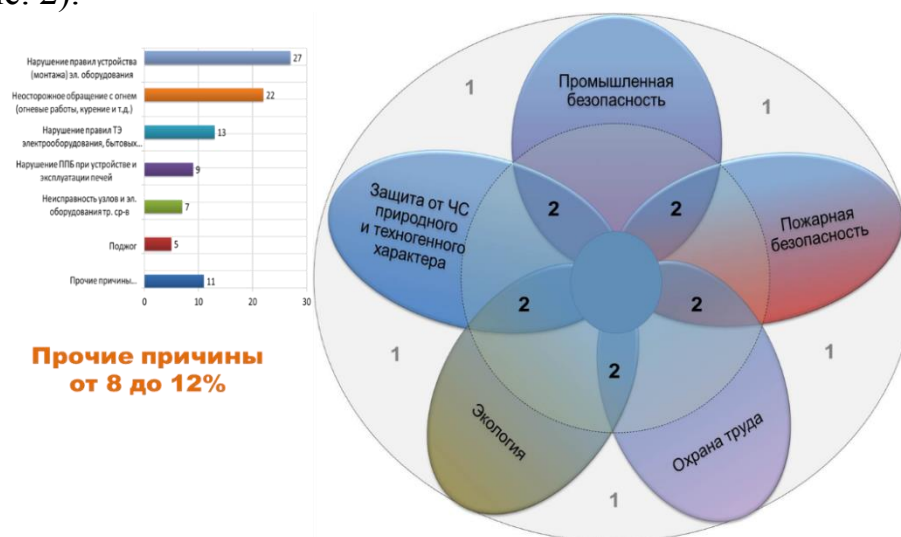 ис. 2).
Нарушение правил устройства
(монтажа) эл. оборудования
27
Неосторожное обращение с огнем
(огневые работы, курение и т.д.)
22
Нарушение правил ТЭ
электрооборудования, бытовых...
13
Нарушение ППБ при устройстве и
эксплуатации печей
9
Неисправность узлов и эл.
оборудования тр. ср-в
7
Поджог
5
Прочие причины...
11
0 10 20 30
Прочие причины
от 8 до 12%
1
1
Промышленная
безопасность
Защита от ЧС
природного
и техногенного
характера
2
2
Пожарная
безопасность
2
2
1
1
2
Экология
Охрана труда
1